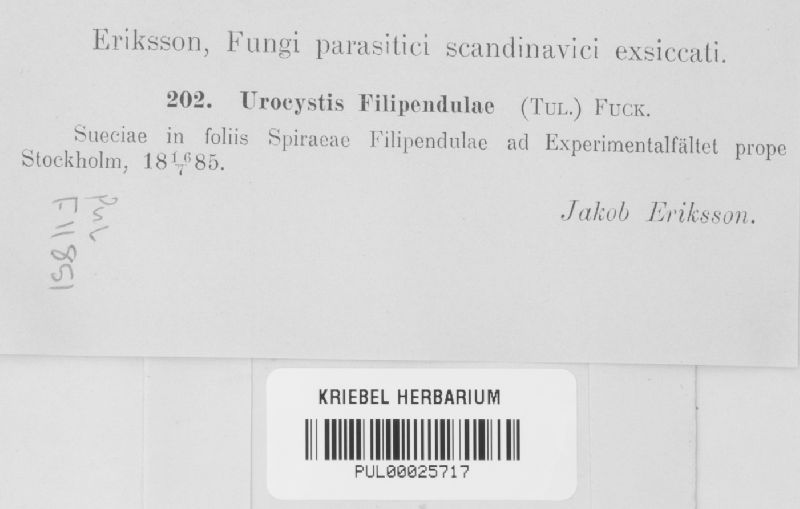 Eriksson, Fungi parasitici scandinavici exsiccati.
202. Urocystis Filipendulae (TUL.) FUCK.
Sueciae in foliis Spiraeae Filipendulae ad Experimentalfältet prope
Stockholm, 18 16/7 85.
Jakob Eriksson.
PUL
F11851
KRIEBEL HERBARIUM
PUL00025717